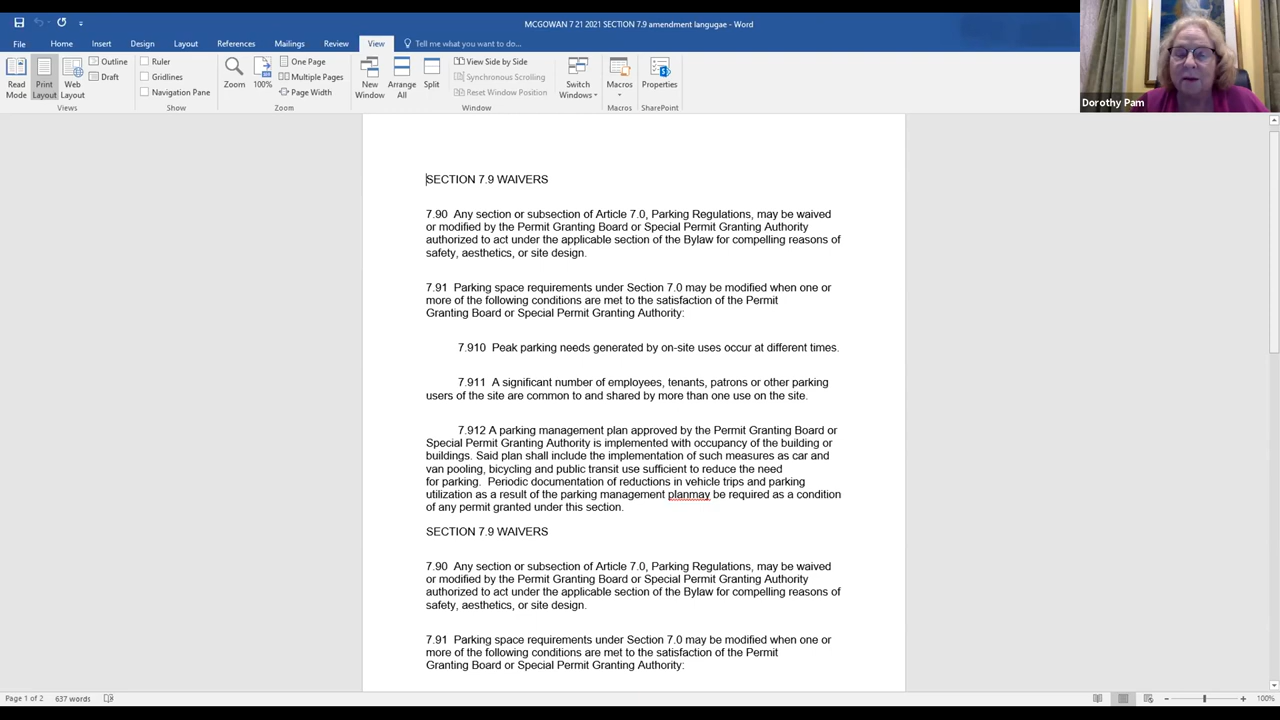 MCGOWAN 7 21 2021 SECTION 7.9 amendment langugae - Word
File Home Insert Design Layout References Mailings Review View Tell me what you want to do...
Read Mode
Print Layout
Web Layout
Outline
Draft
Views
Ruler
Gridlines
Navigation Pane
Show
Zoom
100%
One Page
Multiple Pages
Page Width
Zoom
New Window
Arrange All
Split
View Side by Side
Synchronous Scrolling
Reset Window Position
Window
Switch Windows
Macros
Macros
Properties
SharePoint
Dorothy Pam
SECTION 7.9 WAIVERS
7.90 Any section or subsection of Article 7.0, Parking Regulations, may be waived
or modified by the Permit Granting Board or Special Permit Granting Authority
authorized to act under the applicable section of the Bylaw for compelling reasons of
safety, aesthetics, or site design.
7.91 Parking space requirements under Section 7.0 may be modified when one or
more of the following conditions are met to the satisfaction of the Permit
Granting Board or Special Permit Granting Authority:
7.910 Peak parking needs generated by on-site uses occur at different times.
7.911 A significant number of employees, tenants, patrons or other parking
users of the site are common to and shared by more than one use on the site.
7.912 A parking management plan approved by the Permit Granting Board or
Special Permit Granting Authority is implemented with occupancy of the building or
buildings. Said plan shall include the implementation of such measures as car and
van pooling, bicycling and public transit use sufficient to reduce the need
for parking. Periodic documentation of reductions in vehicle trips and parking
utilization as a result of the parking management planmay be required as a condition
of any permit granted under this section.
SECTION 7.9 WAIVERS
7.90 Any section or subsection of Article 7.0, Parking Regulations, may be waived
or modified by the Permit Granting Board or Special Permit Granting Authority
authorized to act under the applicable section of the Bylaw for compelling reasons of
safety, aesthetics, or site design.
7.91 Parking space requirements under Section 7.0 may be modified when one or
more of the following conditions are met to the satisfaction of the Permit
Granting Board or Special Permit Granting Authority:
Page 1 of 2 637 words 100%